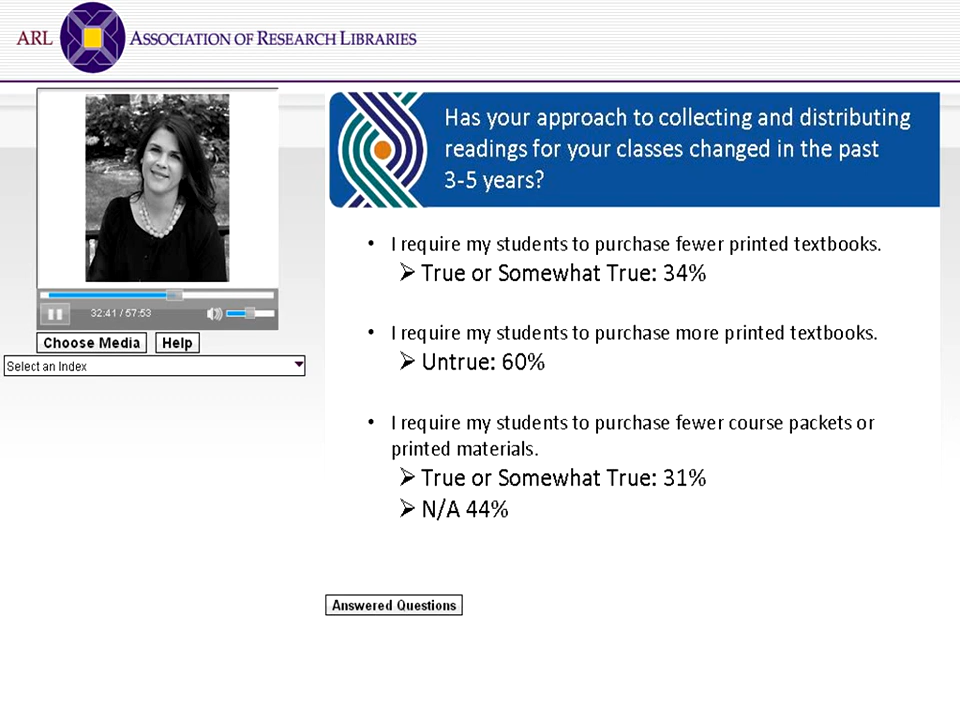 ARL ASSOCIATION OF RESEARCH LIBRARIES
32:41 / 57:53
Choose Media Help
Select an Index
Has your approach to collecting and distributing
readings for your classes changed in the past
3-5 years?
• I require my students to purchase fewer printed textbooks.
➢ True or Somewhat True: 34%
• I require my students to purchase more printed textbooks.
➢ Untrue: 60%
• I require my students to purchase fewer course packets or
printed materials.
➢ True or Somewhat True: 31%
➢ N/A 44%
Answered Questions